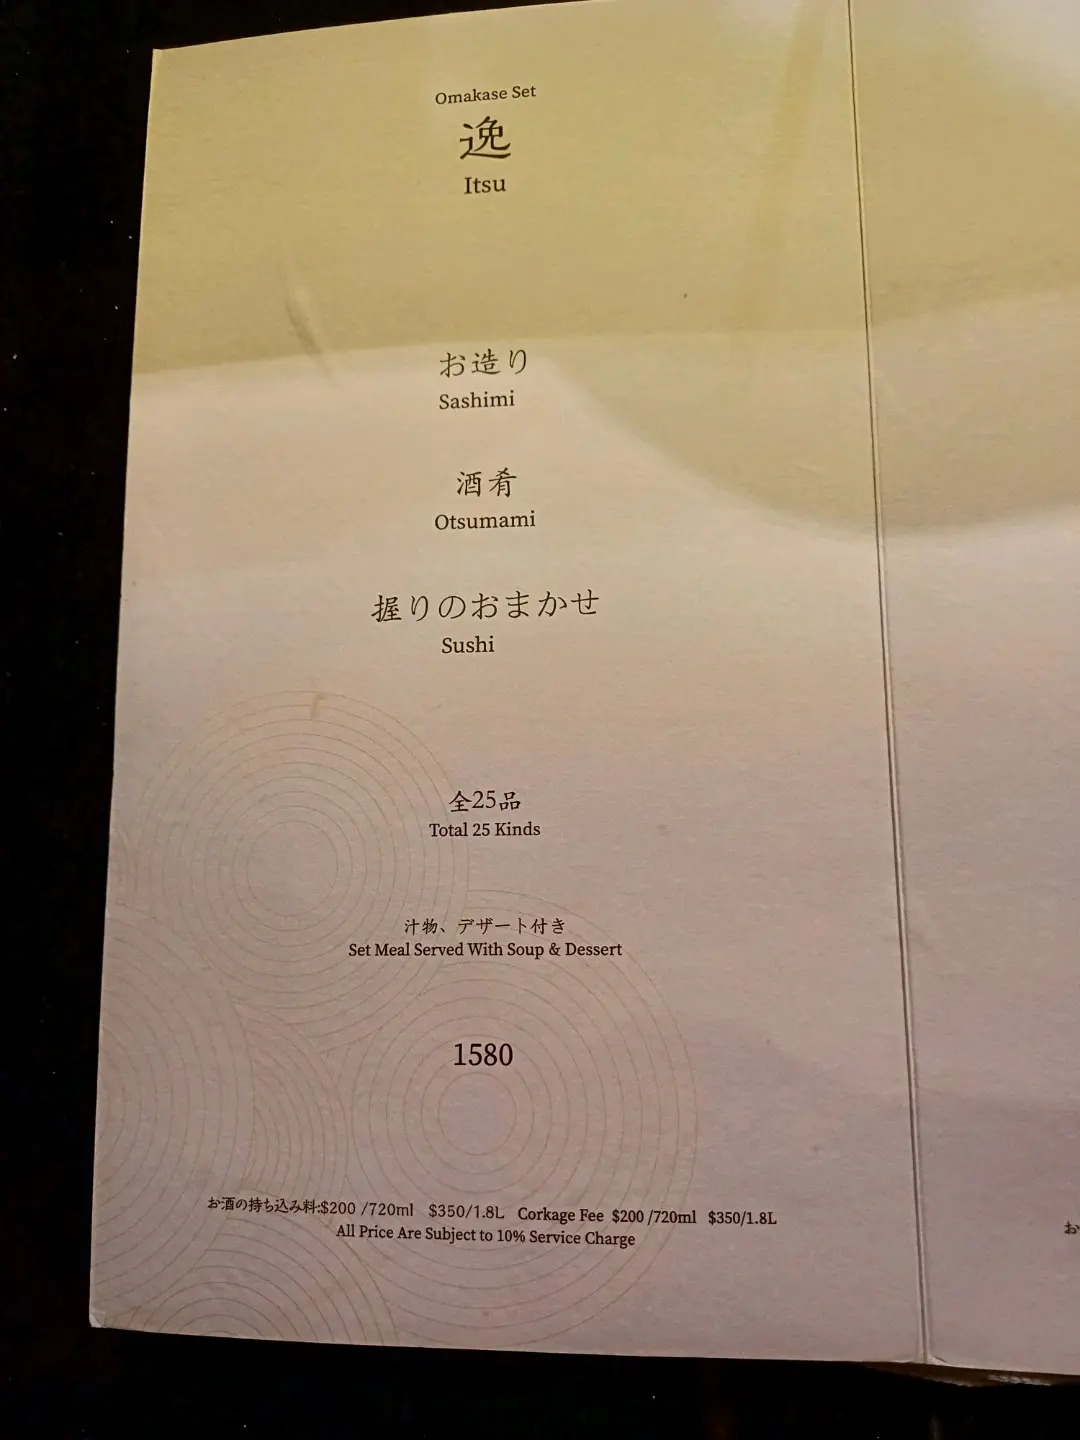 Omakase Set
逸
Itsu
お造り
Sashimi
酒肴
Otsumami
握りのおまかせ
Sushi
全25品
Total 25 Kinds
汁物、デザート付き
Set Meal Served With Soup & Dessert
1580
お酒の持ち込み料:$200 /720ml $350/1.8L Corkage Fee $200 /720ml $350/1.8L
All Price Are Subject to 10% Service Charge
お